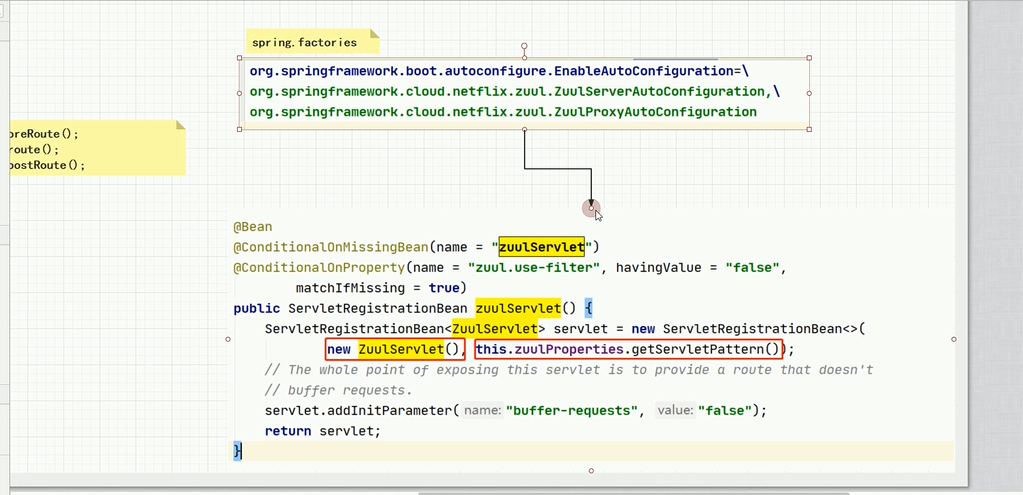 spring.factories
org.springframework.boot.autoconfigure.EnableAutoConfiguration=\
org.springframework.cloud.netflix.zuul.ZuulServerAutoConfiguration,\
org.springframework.cloud.netflix.zuul.ZuulProxyAutoConfiguration
oreRoute();
route();
postRoute();
@Bean
@ConditionalOnMissingBean(name = "zuulServlet")
@ConditionalOnProperty(name = "zuul.use-filter", havingValue = "false",
matchIfMissing = true)
public ServletRegistrationBean zuulServlet() {
ServletRegistrationBean<ZuulServlet> servlet = new ServletRegistrationBean<>(
new ZuulServlet(), this.zuulProperties.getServletPattern());
// The whole point of exposing this servlet is to provide a route that doesn't
// buffer requests.
servlet.addInitParameter( name: "buffer-requests", value: "false");
return servlet;
}